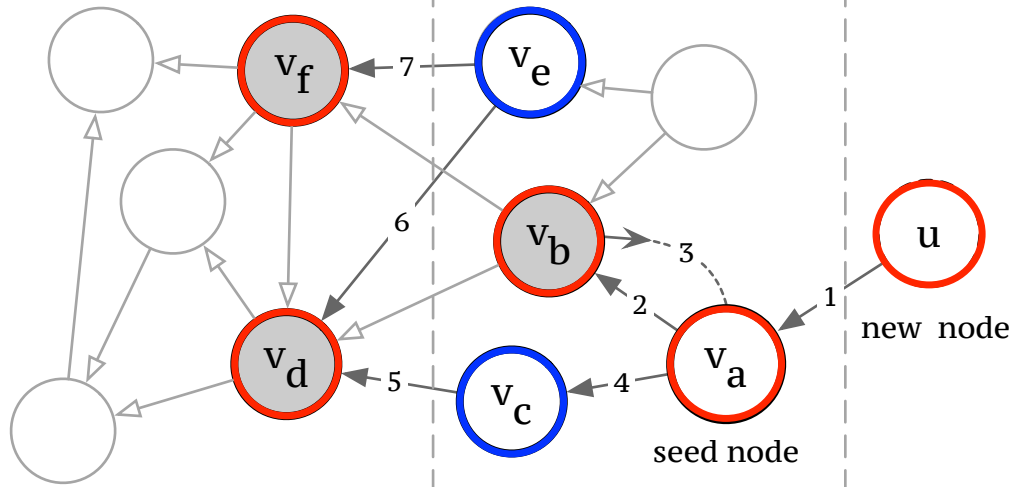 v_f
7
v_e
6
v_b
3
u
2
1
new node
v_d
5
v_c
4
v_a
seed node